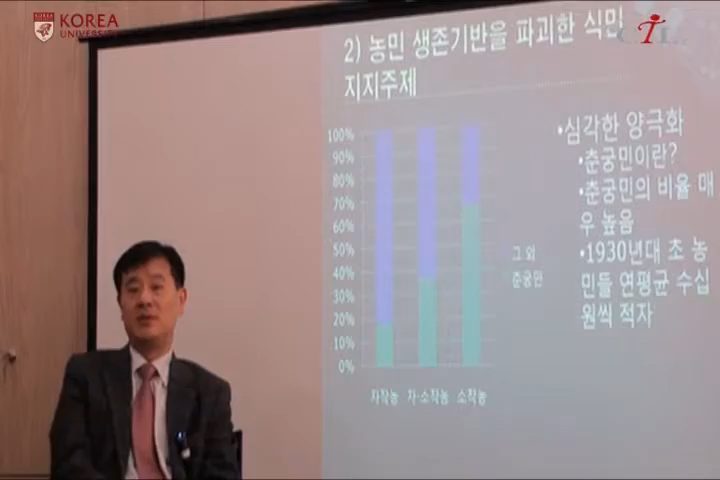 KOREA
UNIVERSITY
2) 농민 생존기반을 파괴한 식민
지지주제
100%
90%
80%
70%
60%
50%
40%
30%
20%
10%
0%
자작농 자·소작농 소작농
그 외
춘궁민
•심각한 양극화
•춘궁민이란?
•춘궁민의 비율 매
우 높음
•1930년대 초 농
민들 연평균 수십
원씩 적자